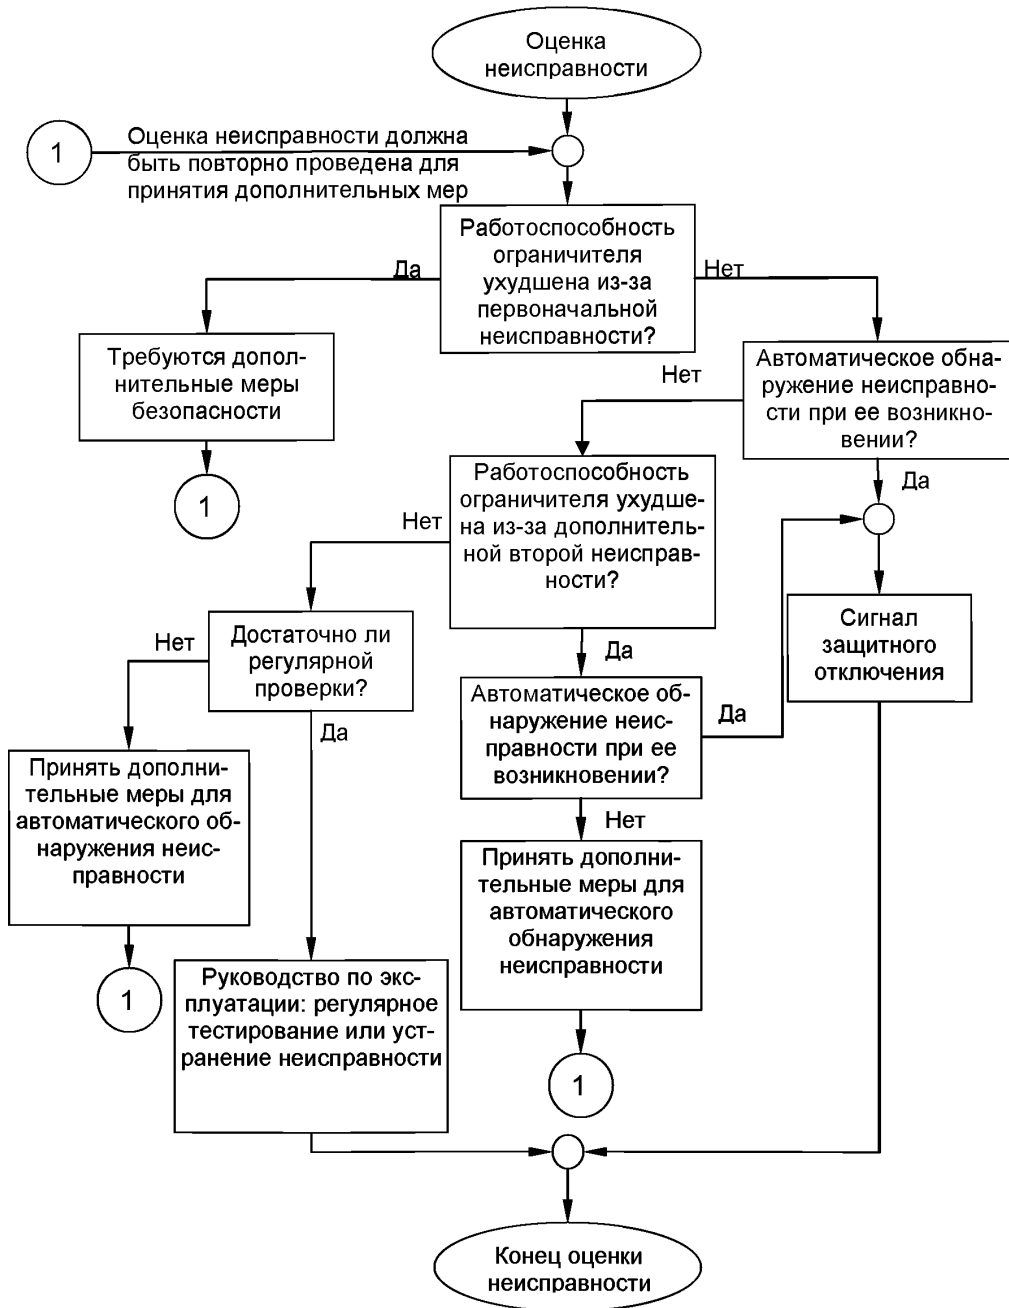 Оценка
неисправности
1
Оценка неисправности должна
быть повторно проведена для
принятия дополнительных мер
Работоспособность
ограничителя
ухудшена из-за
первоначальной
неисправности?
Да
Нет
Требуются допол-
нительные меры
безопасности
1
Автоматическое обна-
ружение неисправно-
сти при ее возникно-
вении?
Нет
Да
Работоспособность
ограничителя ухудше-
на из-за дополнитель-
ной второй неисправ-
ности?
Нет
Да
Сигнал
защитного
отключения
Достаточно ли
регулярной
проверки?
Нет
Да
Автоматическое об-
наружение неис-
правности при ее
возникновении?
Да
Нет
Принять дополни-
тельные меры для
автоматического об-
наружения неис-
правности
1
Принять дополни-
тельные меры для
автоматического
обнаружения
неисправности
1
Руководство по экс-
плуатации: регулярное
тестирование или уст-
ранение неисправности
Конец оценки
неисправности